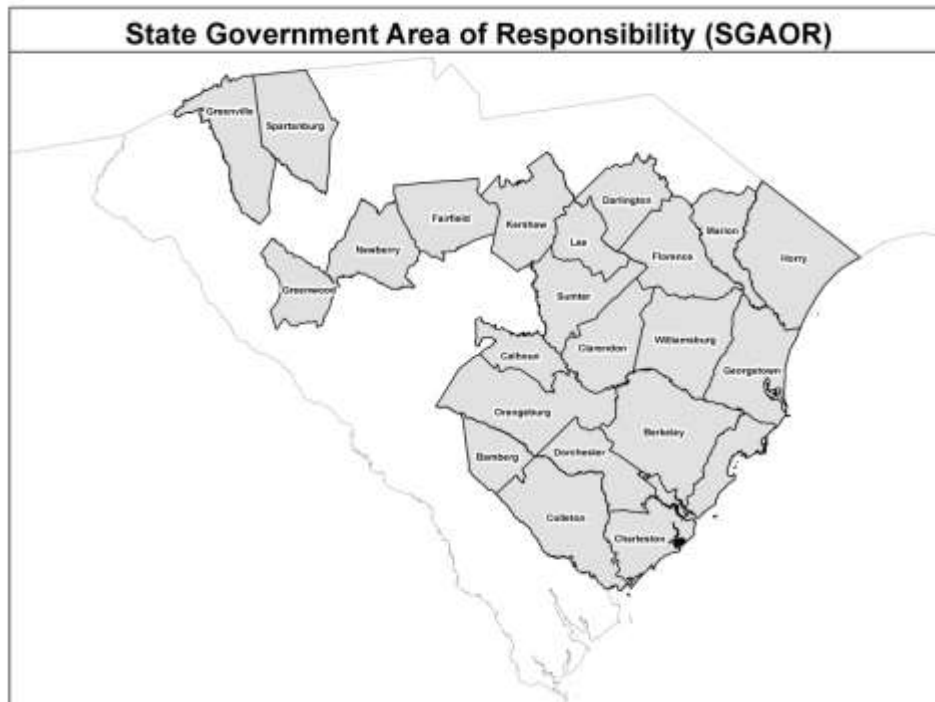 State Government Area of Responsibility (SGAOR)
Greenville
Spartanburg
Darlington
Fairfield
Kershaw
Marion
Newberry
Lee
Florence
Horry
Greenwood
Sumter
Clarendon
Williamsburg
Calhoun
Georgetown
Orangeburg
Berkeley
Bamberg
Dorchester
Colleton
Charleston